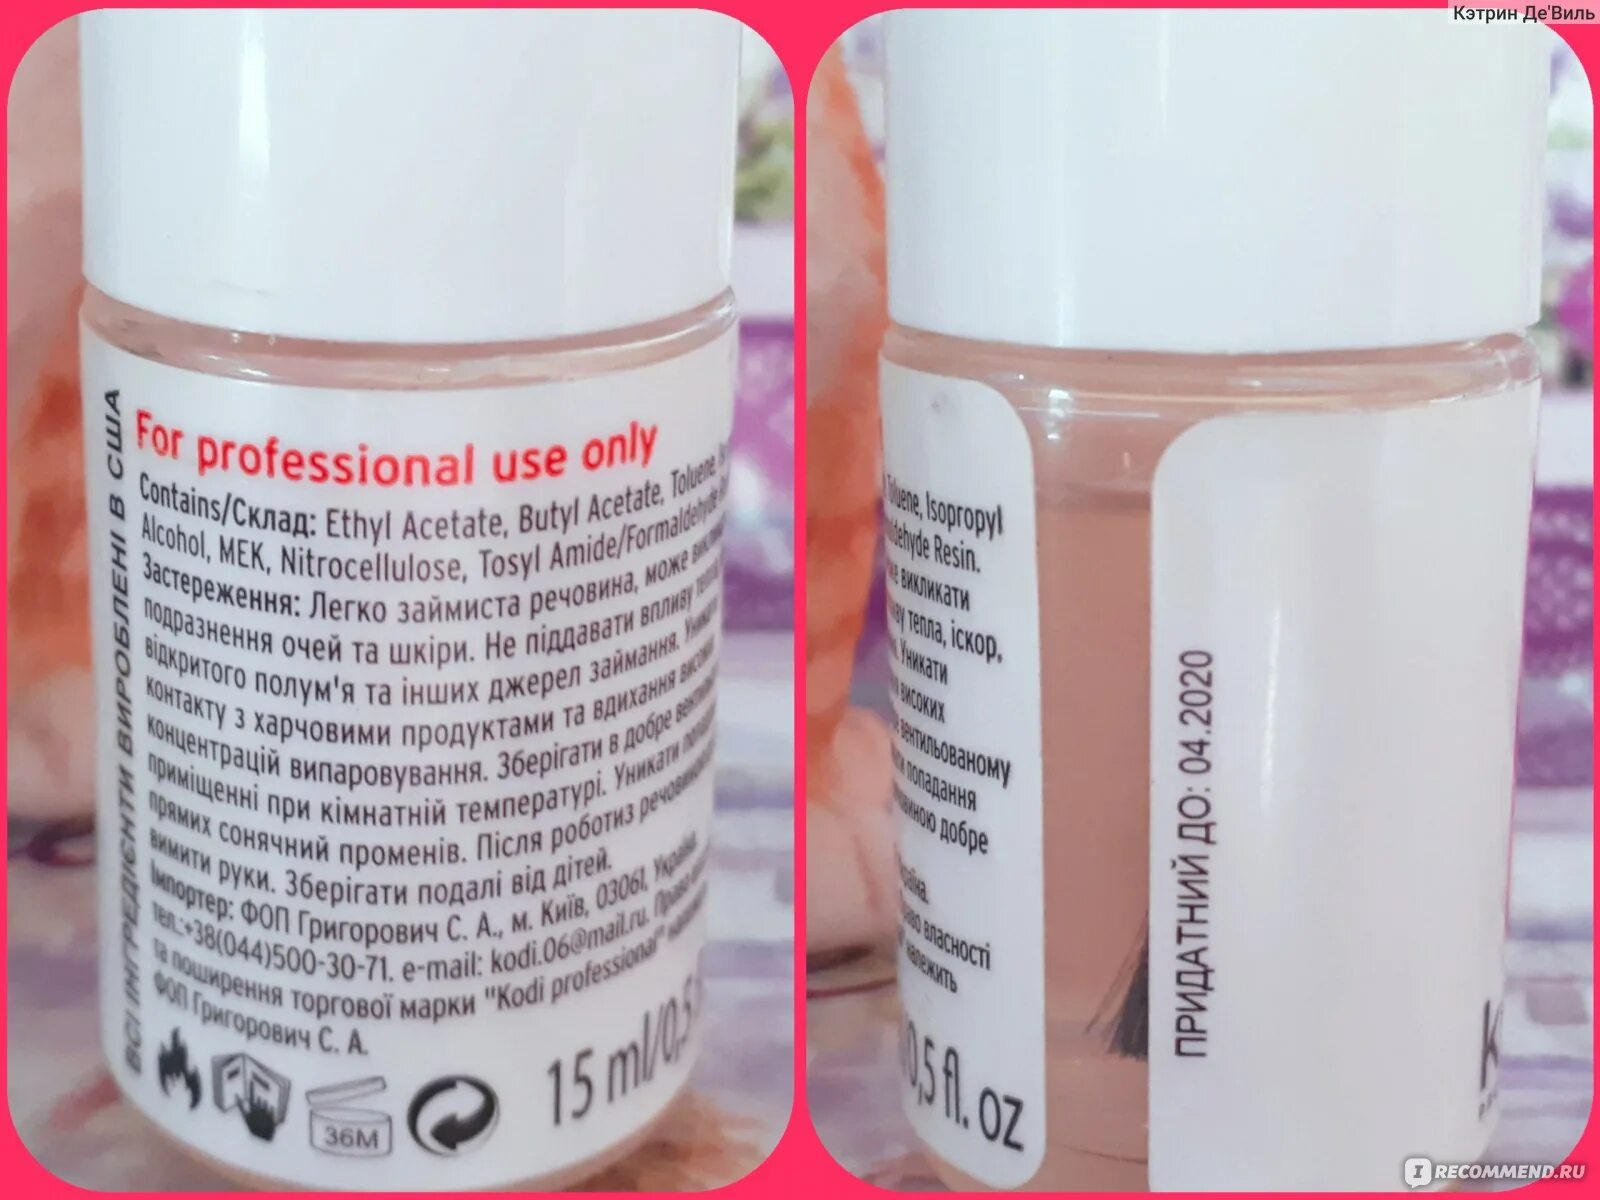 Кэтрин Де'Виль
ВСІ ІНГРЕДІЄНТИ ВИРОБЛЕНІ В США
For professional use only
Contains/Склад: Ethyl Acetate, Butyl Acetate, Toluene,
Alcohol, MEK, Nitrocellulose, Tosyl Amide/Formaldehyde
Застереження: Легко займиста речовина, може
подразнення очей та шкіри. Не піддавати впливу
відкритого полум'я та інших джерел займання.
контакту з харчовими продуктами та вдихання
концентрацій випаровування. Зберігати в добре
приміщенні при кімнатній температурі. Уникати
прямих сонячний променів. Після роботиз
вимити руки. Зберігати подалі від дітей.
Імпортер: ФОП Григорович С. А., м. Київ, 03061, Україна.
тел.:+38(044)500-30-71. e-mail: kodi.06@mail.ru. Право
та поширення торгової марки "Kodi professional"
ФОП Григорович С. А.
36M
15 ml/0,5
Toluene, Isopropyl
Resin.
викликати
тепла, іскор,
Уникати
високих
вентильованому
попадання
добре
власності
належить
0,5 fl. oz
ПРИДАТНИЙ ДО: 04.2020
IRECOMMEND.RU